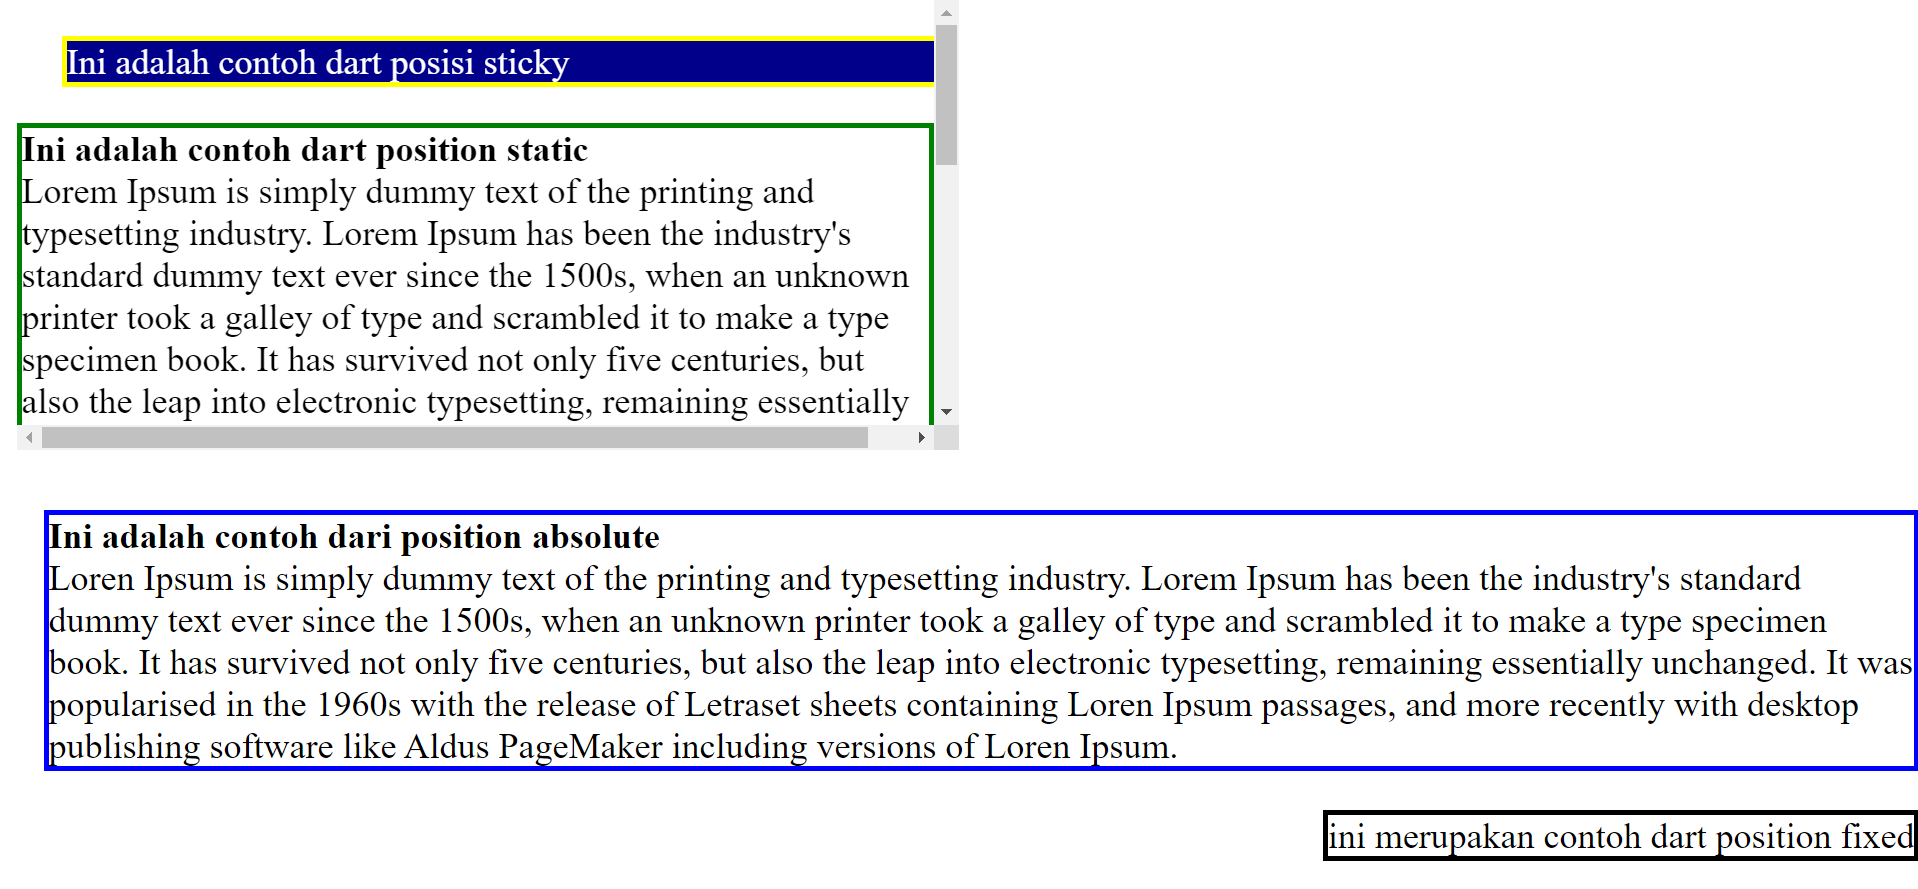 Ini adalah contoh dart posisi sticky
Ini adalah contoh dart position static
Lorem Ipsum is simply dummy text of the printing and
typesetting industry. Lorem Ipsum has been the industry's
standard dummy text ever since the 1500s, when an unknown
printer took a galley of type and scrambled it to make a type
specimen book. It has survived not only five centuries, but
also the leap into electronic typesetting, remaining essentially
Ini adalah contoh dari position absolute
Loren Ipsum is simply dummy text of the printing and typesetting industry. Lorem Ipsum has been the industry's standard
dummy text ever since the 1500s, when an unknown printer took a galley of type and scrambled it to make a type specimen
book. It has survived not only five centuries, but also the leap into electronic typesetting, remaining essentially unchanged. It was
popularised in the 1960s with the release of Letraset sheets containing Loren Ipsum passages, and more recently with desktop
publishing software like Aldus PageMaker including versions of Loren Ipsum.
ini merupakan contoh dart position fixed